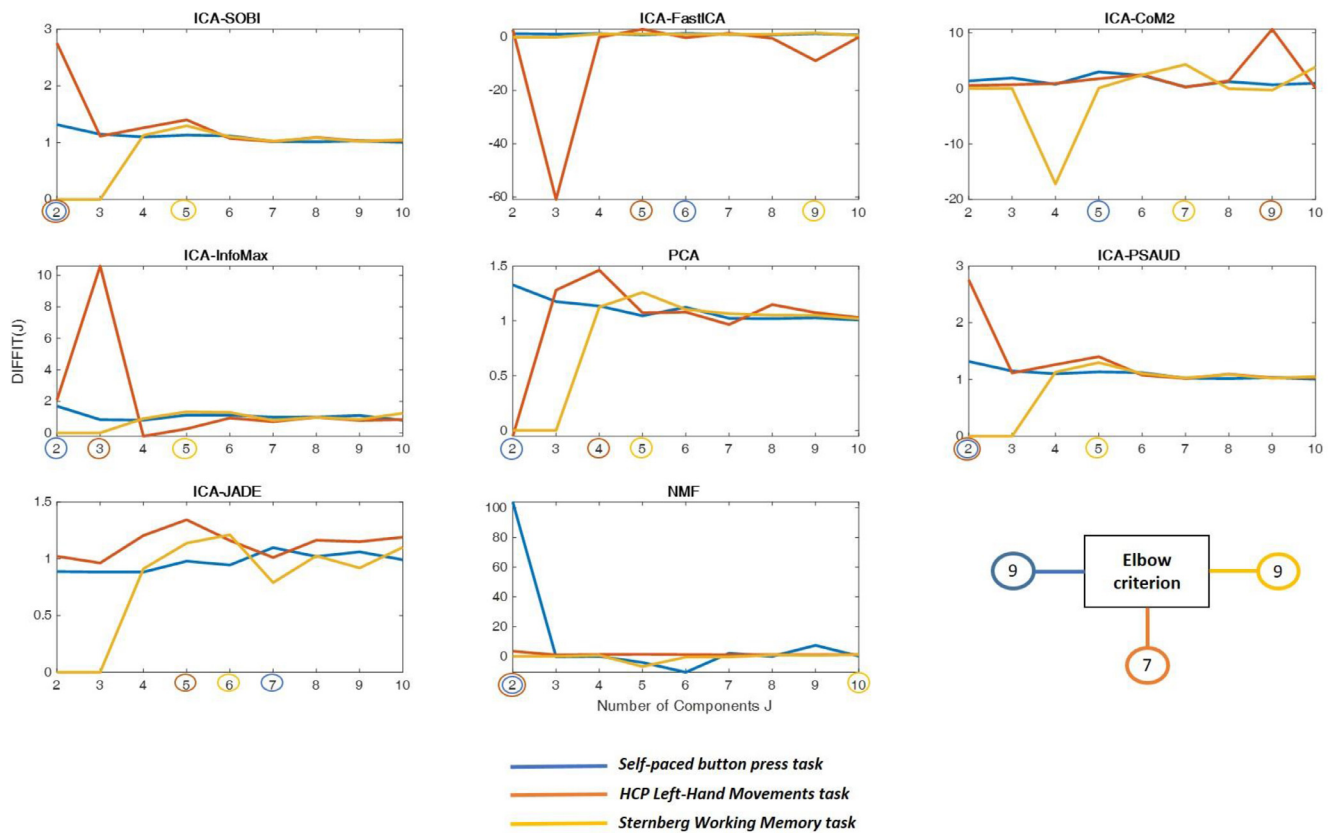 ICA-SOBI
3
2
1
0
2 3 4 5 6 7 8 9 10
ICA-FastICA
0
-20
-40
-60
2 3 4 5 6 7 8 9 10
ICA-CoM2
10
0
-10
-20
2 3 4 5 6 7 8 9 10
ICA-InfoMax
DIFFIT(J)
10
8
6
4
2
0
2 3 4 5 6 7 8 9 10
PCA
1.5
1
0.5
0
2 3 4 5 6 7 8 9 10
ICA-PSAUD
3
2
1
0
2 3 4 5 6 7 8 9 10
ICA-JADE
1.5
1
0.5
0
2 3 4 5 6 7 8 9 10
NMF
100
80
60
40
20
0
2 3 4 5 6 7 8 9 10
Number of Components J
9
Elbow
criterion
9
7
Self-paced button press task
HCP Left-Hand Movements task
Sternberg Working Memory task